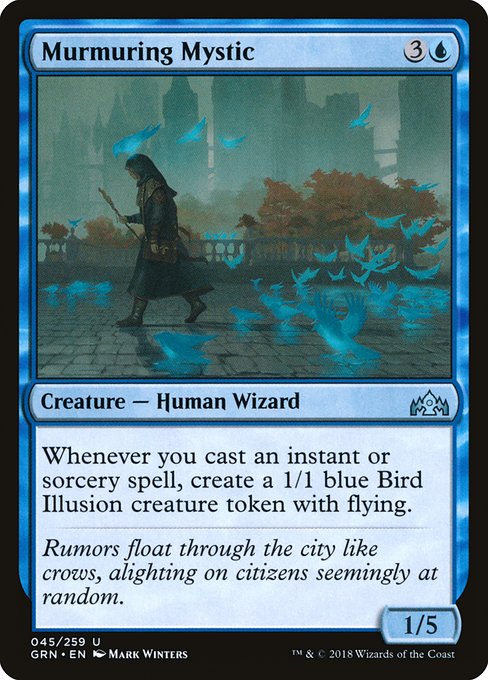 Murmuring Mystic 3
Creature — Human Wizard
Whenever you cast an instant or
sorcery spell, create a 1/1 blue Bird
Illusion creature token with flying.
Rumors float through the city like
crows, alighting on citizens seemingly at
random.
1/5
045/259 U
GRN • EN Mark Winters
™ & © 2018 Wizards of the Coast